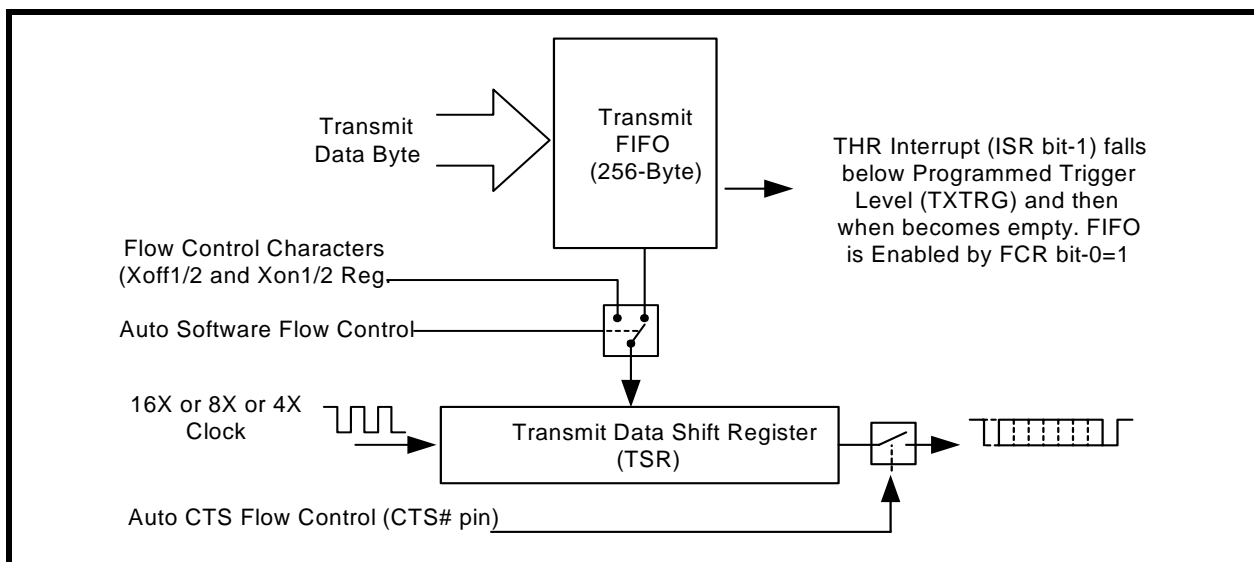 Transmit
Data Byte
Transmit
FIFO
(256-Byte)
THR Interrupt (ISR bit-1) falls
below Programmed Trigger
Level (TXTRG) and then
when becomes empty. FIFO
is Enabled by FCR bit-0=1
Flow Control Characters
(Xoff1/2 and Xon1/2 Reg.
Auto Software Flow Control
16X or 8X or 4X
Clock
Transmit Data Shift Register
(TSR)
Auto CTS Flow Control (CTS# pin)